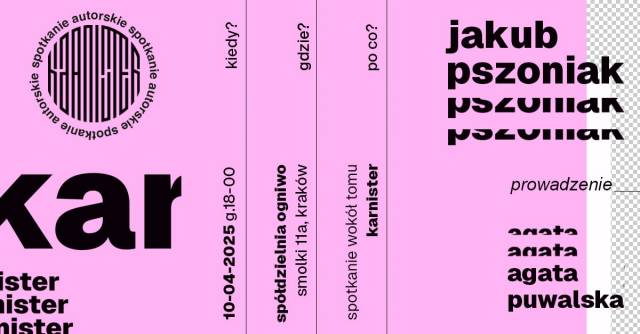 spotkanie autorskie spotkanie autorskie spotkanie autorskie
kar
ister
nister
nister
kiedy?
10-04-2025 g.18-00
gdzie?
spółdzielnia ogniwo
smolki 11a, kraków
po co?
spotkanie wokół tomu
karnister
jakub
pszoniak
pszoniak
pszoniak
prowadzenie
agata
agata
agata
puwalska